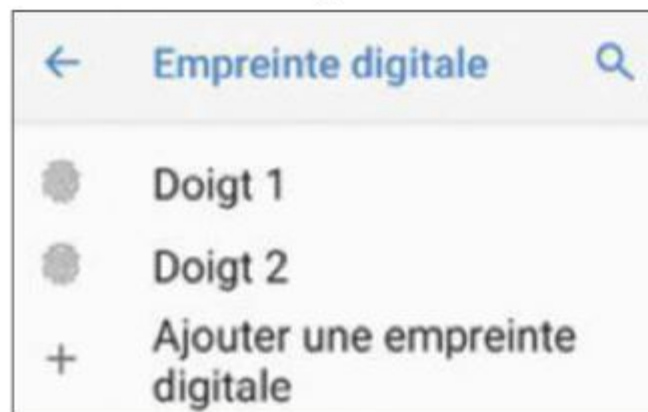 Empreinte digitale
Doigt 1
Doigt 2
Ajouter une empreinte
digitale